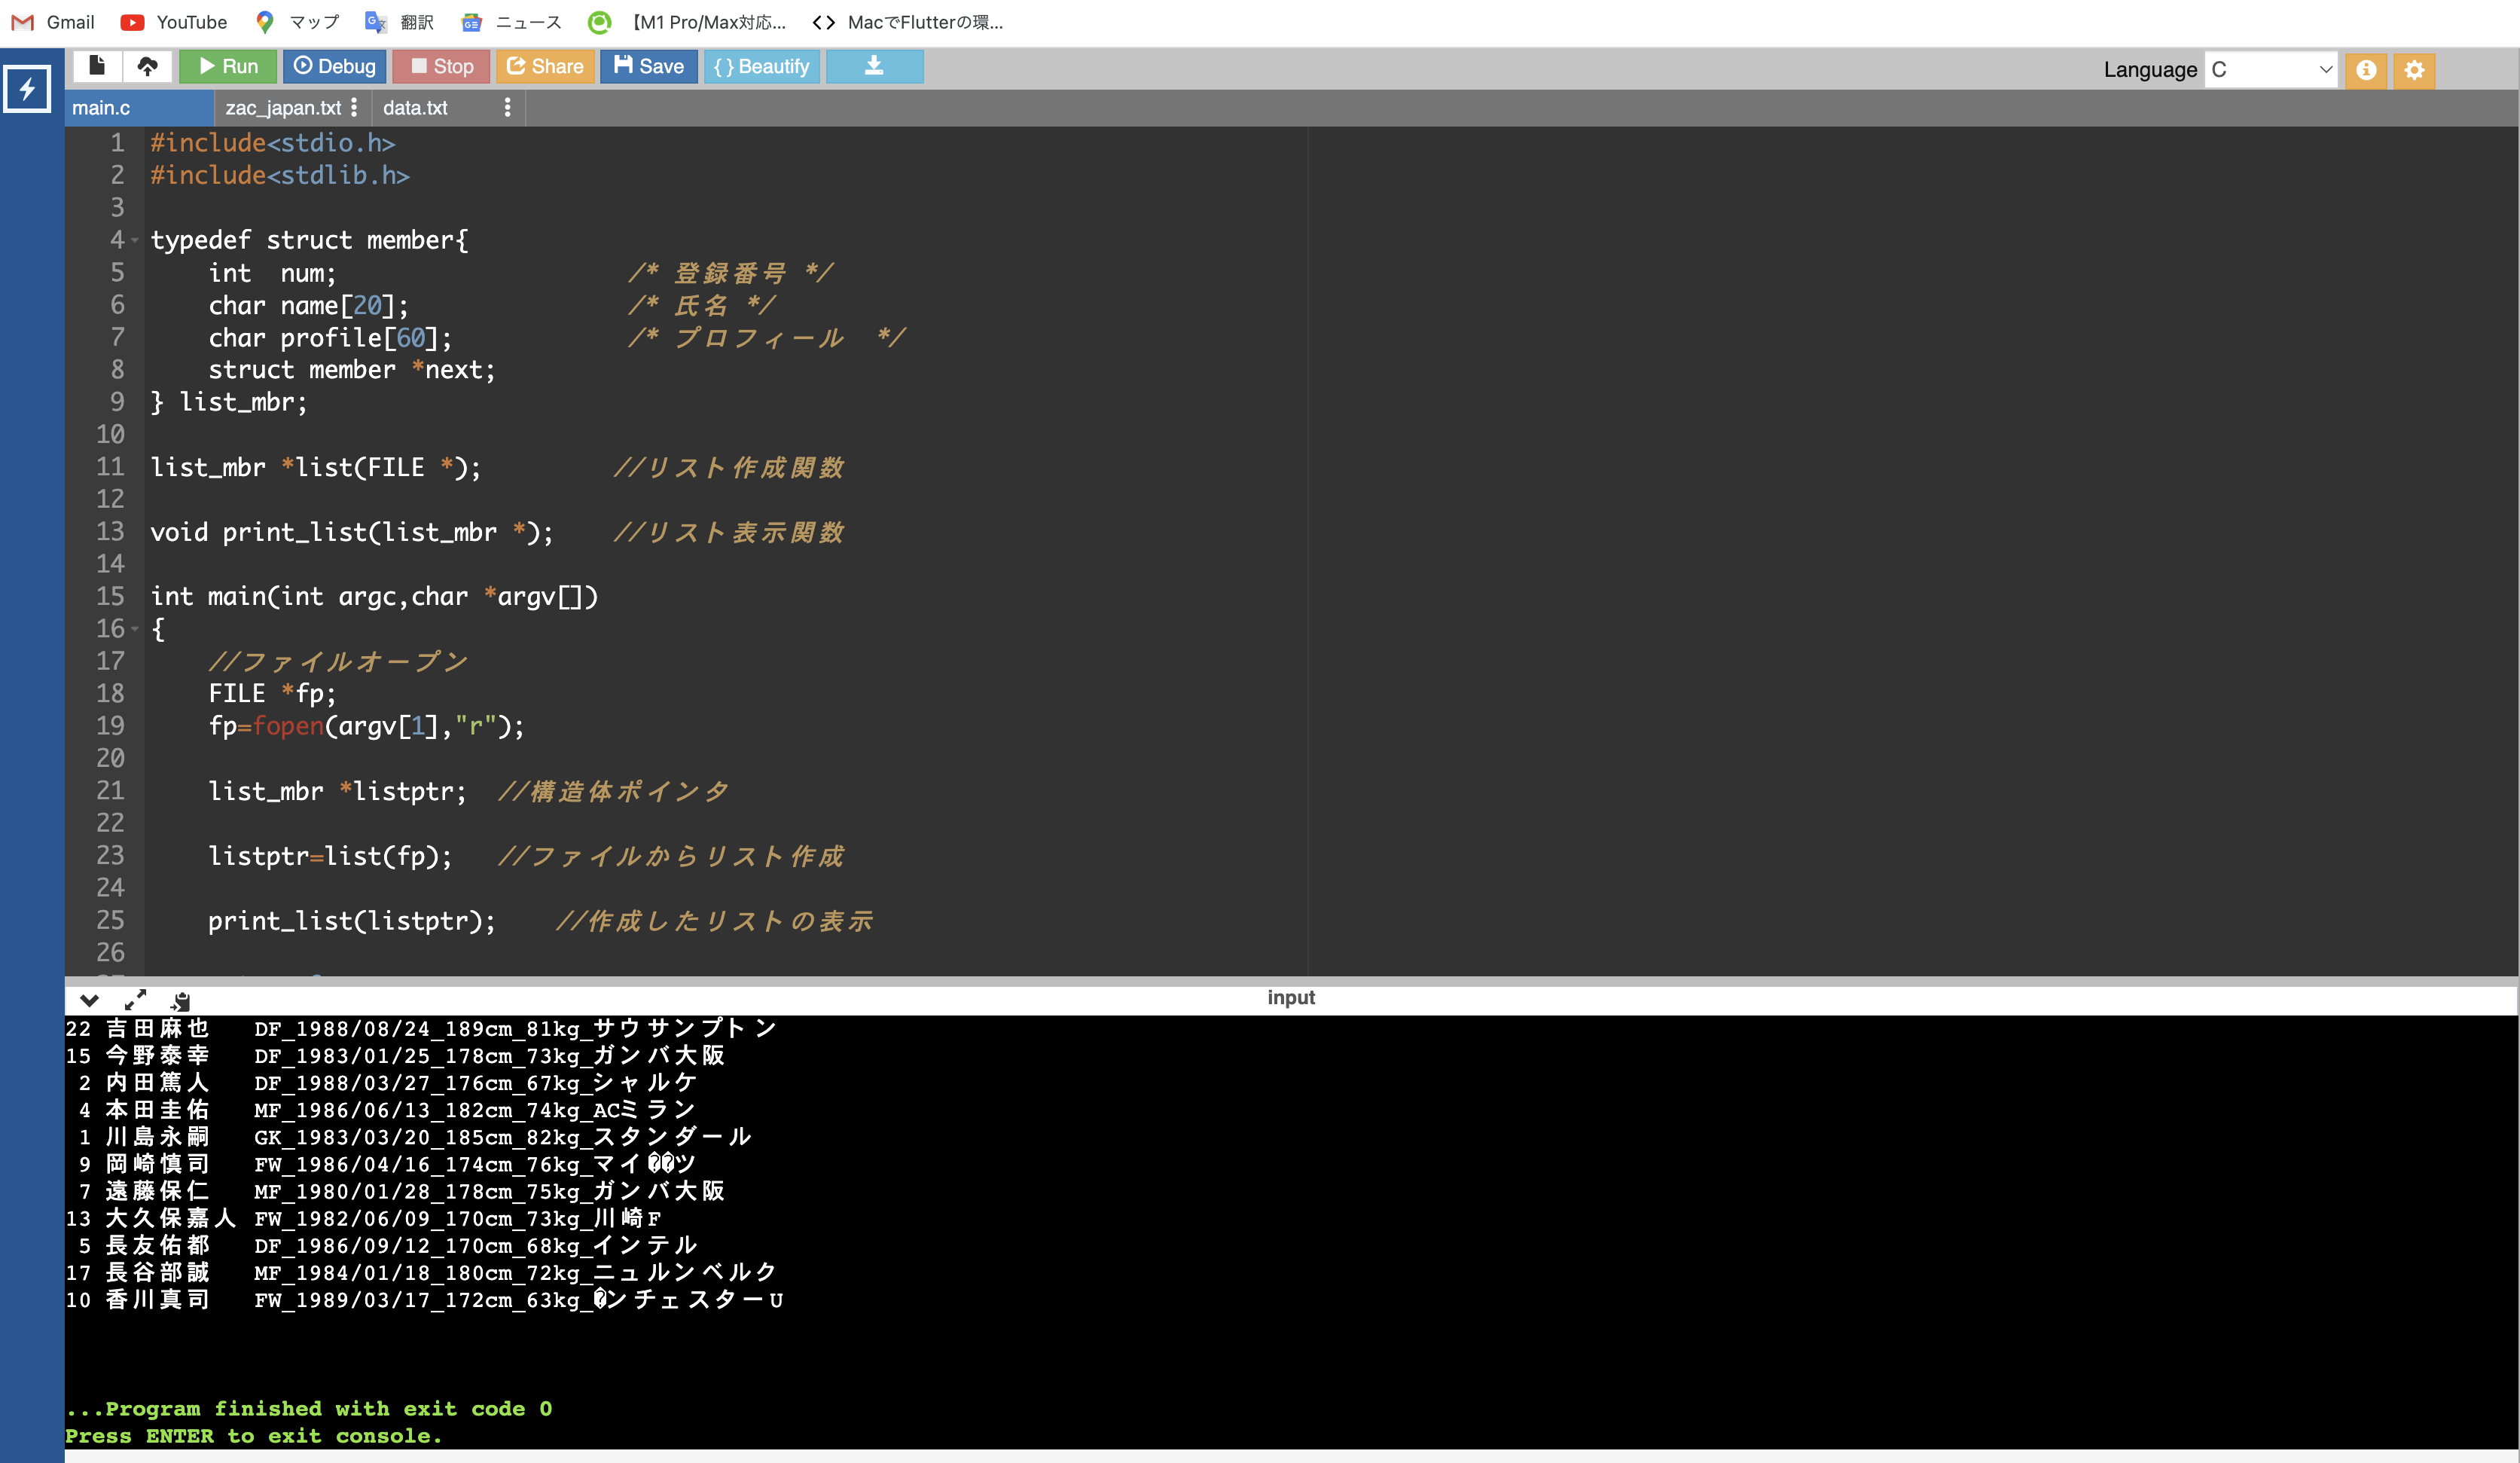 Gmail YouTube マップ 翻訳 ニュース 【M1 Pro/Max対応... MacでFlutterの環...
Run Debug Stop Share Save { } Beautify Language C
main.c zac_japan.txt data.txt
1 #include<stdio.h>
2 #include<stdlib.h>
3
4 typedef struct member{
5 int num; /* 登録番号 */
6 char name[20]; /* 氏名 */
7 char profile[60]; /* プロフィール */
8 struct member *next;
9 } list_mbr;
10
11 list_mbr *list(FILE *); //リスト作成関数
12
13 void print_list(list_mbr *); //リスト表示関数
14
15 int main(int argc,char *argv[])
16 {
17 //ファイルオープン
18 FILE *fp;
19 fp=fopen(argv[1],"r");
20
21 list_mbr *listptr; //構造体ポインタ
22
23 listptr=list(fp); //ファイルからリスト作成
24
25 print_list(listptr); //作成したリストの表示
26
input
22 吉田麻也 DF_1988/08/24_189cm_81kg_サウサンプトン
15 今野泰幸 DF_1983/01/25_178cm_73kg_ガンバ大阪
2 内田篤人 DF_1988/03/27_176cm_67kg_シャルケ
4 本田圭佑 MF_1986/06/13_182cm_74kg_ACミラン
1 川島永嗣 GK_1983/03/20_185cm_82kg_スタンダール
9 岡崎慎司 FW_1986/04/16_174cm_76kg_マイ��ツ
7 遠藤保仁 MF_1980/01/28_178cm_75kg_ガンバ大阪
13 大久保嘉人 FW_1982/06/09_170cm_73kg_川崎F
5 長友佑都 DF_1986/09/12_170cm_68kg_インテル
17 長谷部誠 MF_1984/01/18_180cm_72kg_ニュルンベルク
10 香川真司 FW_1989/03/17_172cm_63kg_�ンチェスターU
...Program finished with exit code 0
Press ENTER to exit console.